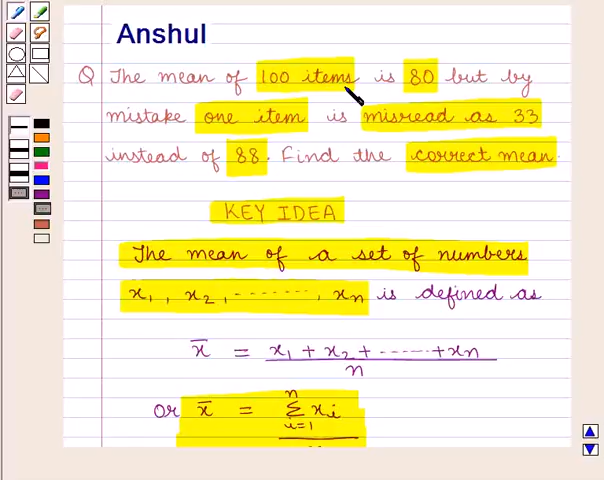 Anshul
Q The mean of 100 items is 80 but by
mistake one item is misread as 33
instead of 88. Find the correct mean.
KEY IDEA
The mean of a set of numbers
x₁, x₂, ........, xₙ is defined as
x̄ = x₁ + x₂ + ...... + xₙ
n
Or x̄ = n
∑ xᵢ
i=1